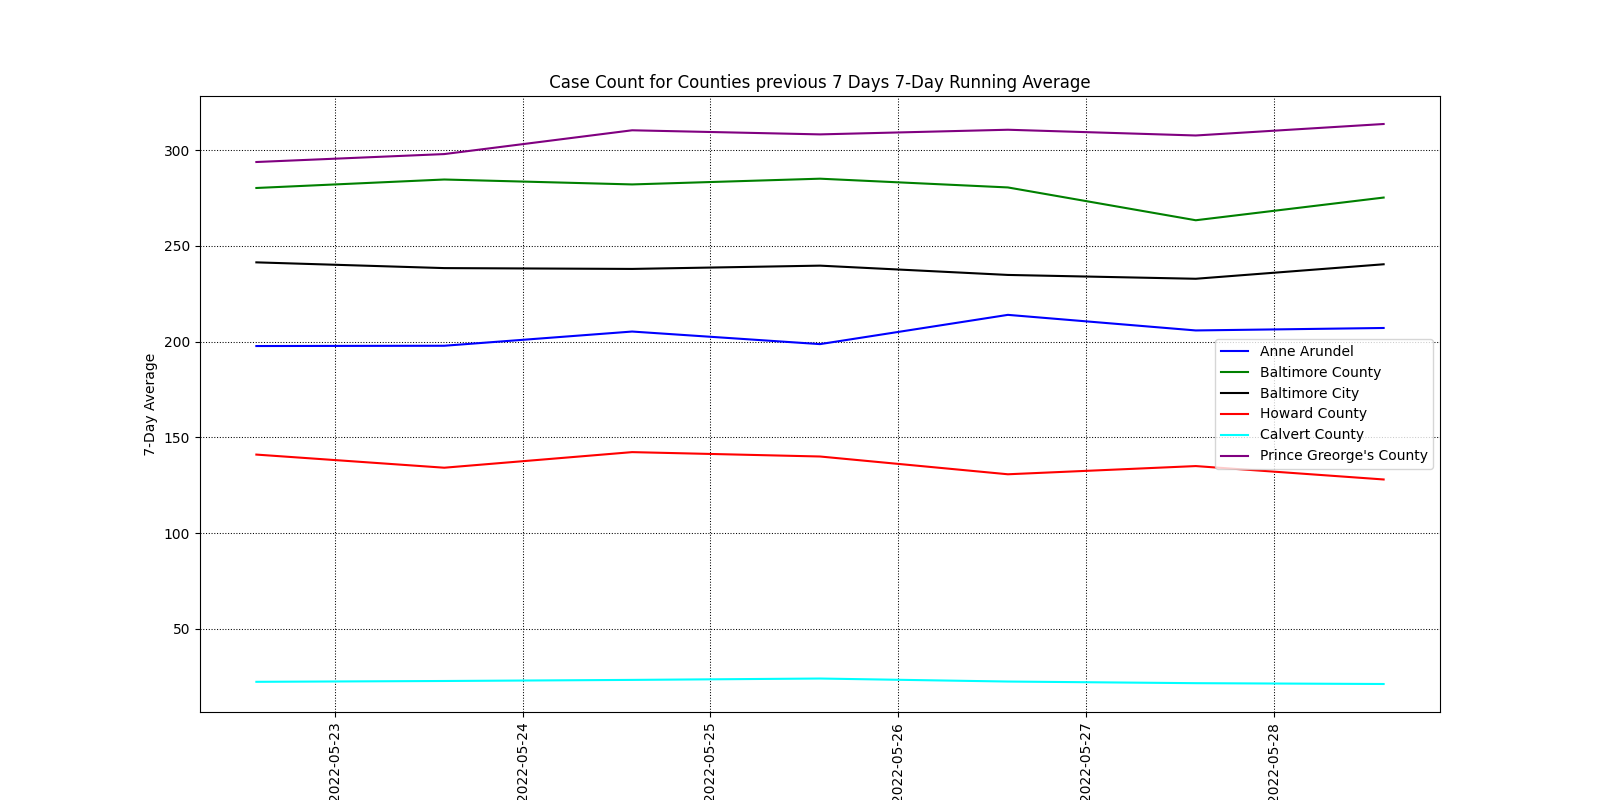 Case Count for Counties previous 7 Days 7-Day Running Average
7-Day Average
300
250
200
150
100
50
Anne Arundel
Baltimore County
Baltimore City
Howard County
Calvert County
Prince Greorge's County
2022-05-23
2022-05-24
2022-05-25
2022-05-26
2022-05-27
2022-05-28